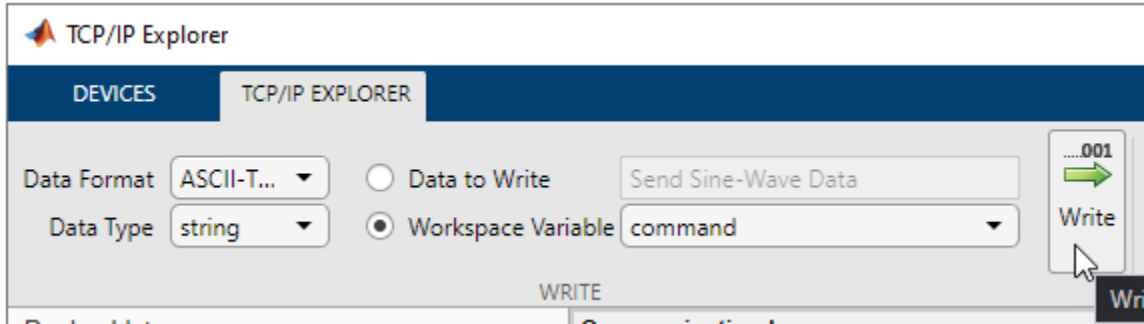 TCP/IP Explorer
DEVICES TCP/IP EXPLORER
.....001
Data Format ASCII-T... Data to Write Send Sine-Wave Data
Data Type string Workspace Variable command Write
WRITE
Wri